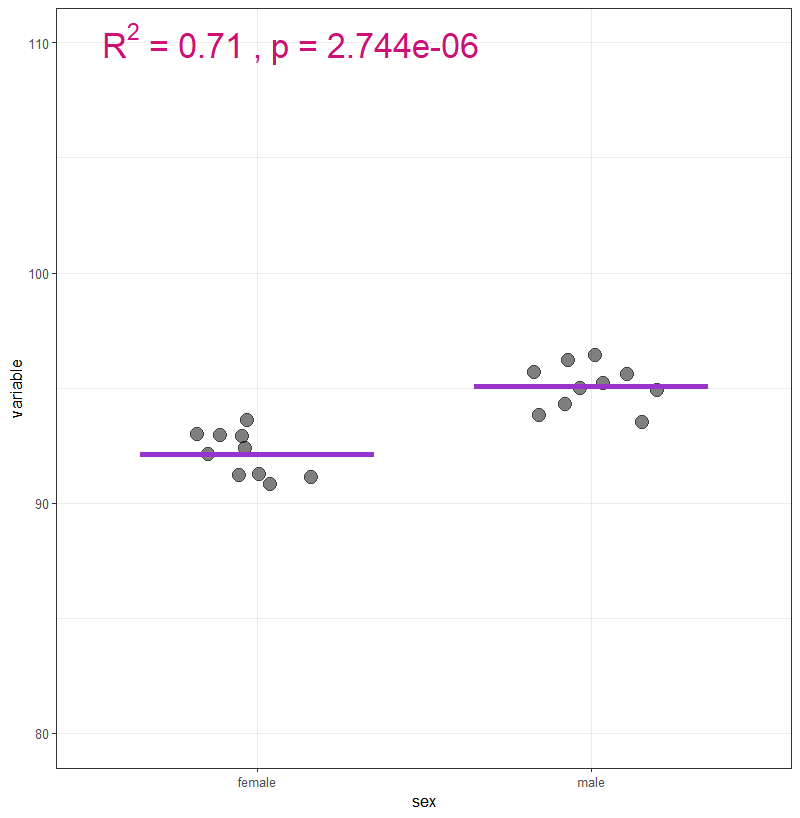 R² = 0.71 , p = 2.744e-06
110
100
90
80
variable
female
male
sex